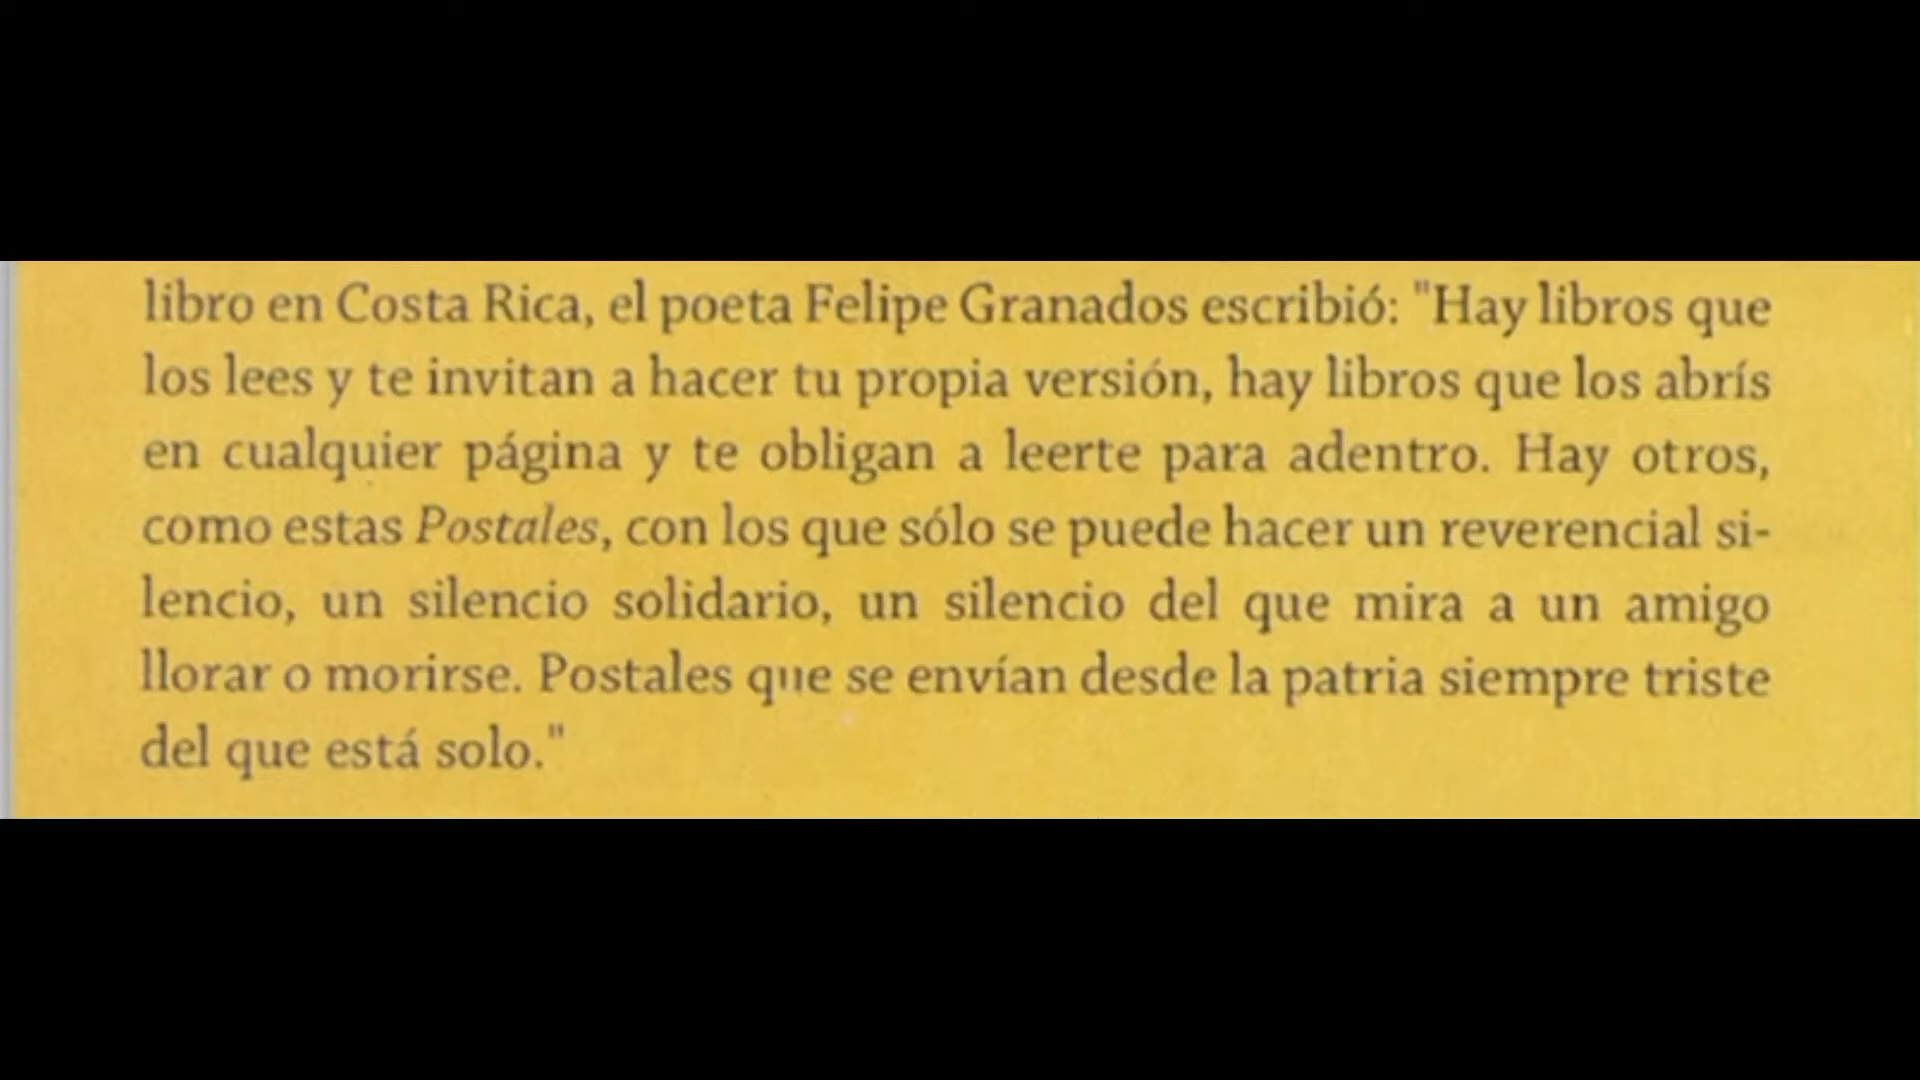 libro en Costa Rica, el poeta Felipe Granados escribió: "Hay libros que
los lees y te invitan a hacer tu propia versión, hay libros que los abrís
en cualquier página y te obligan a leerte para adentro. Hay otros,
como estas Postales, con los que sólo se puede hacer un reverencial si-
lencio, un silencio solidario, un silencio del que mira a un amigo
llorar o morirse. Postales que se envían desde la patria siempre triste
del que está solo."